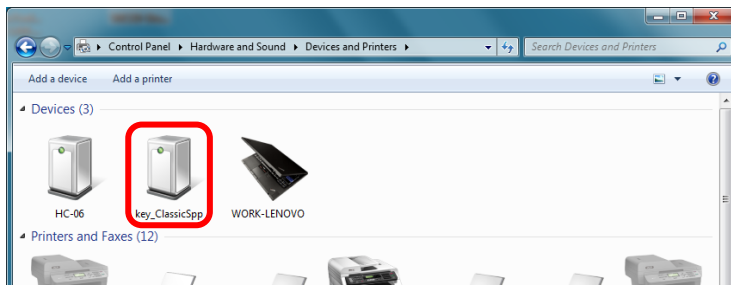 Control Panel ▸ Hardware and Sound ▸ Devices and Printers ▸
Search Devices and Printers
Add a device Add a printer
Devices (3)
HC-06 key_ClassicSpp WORK-LENOVO
Printers and Faxes (12)